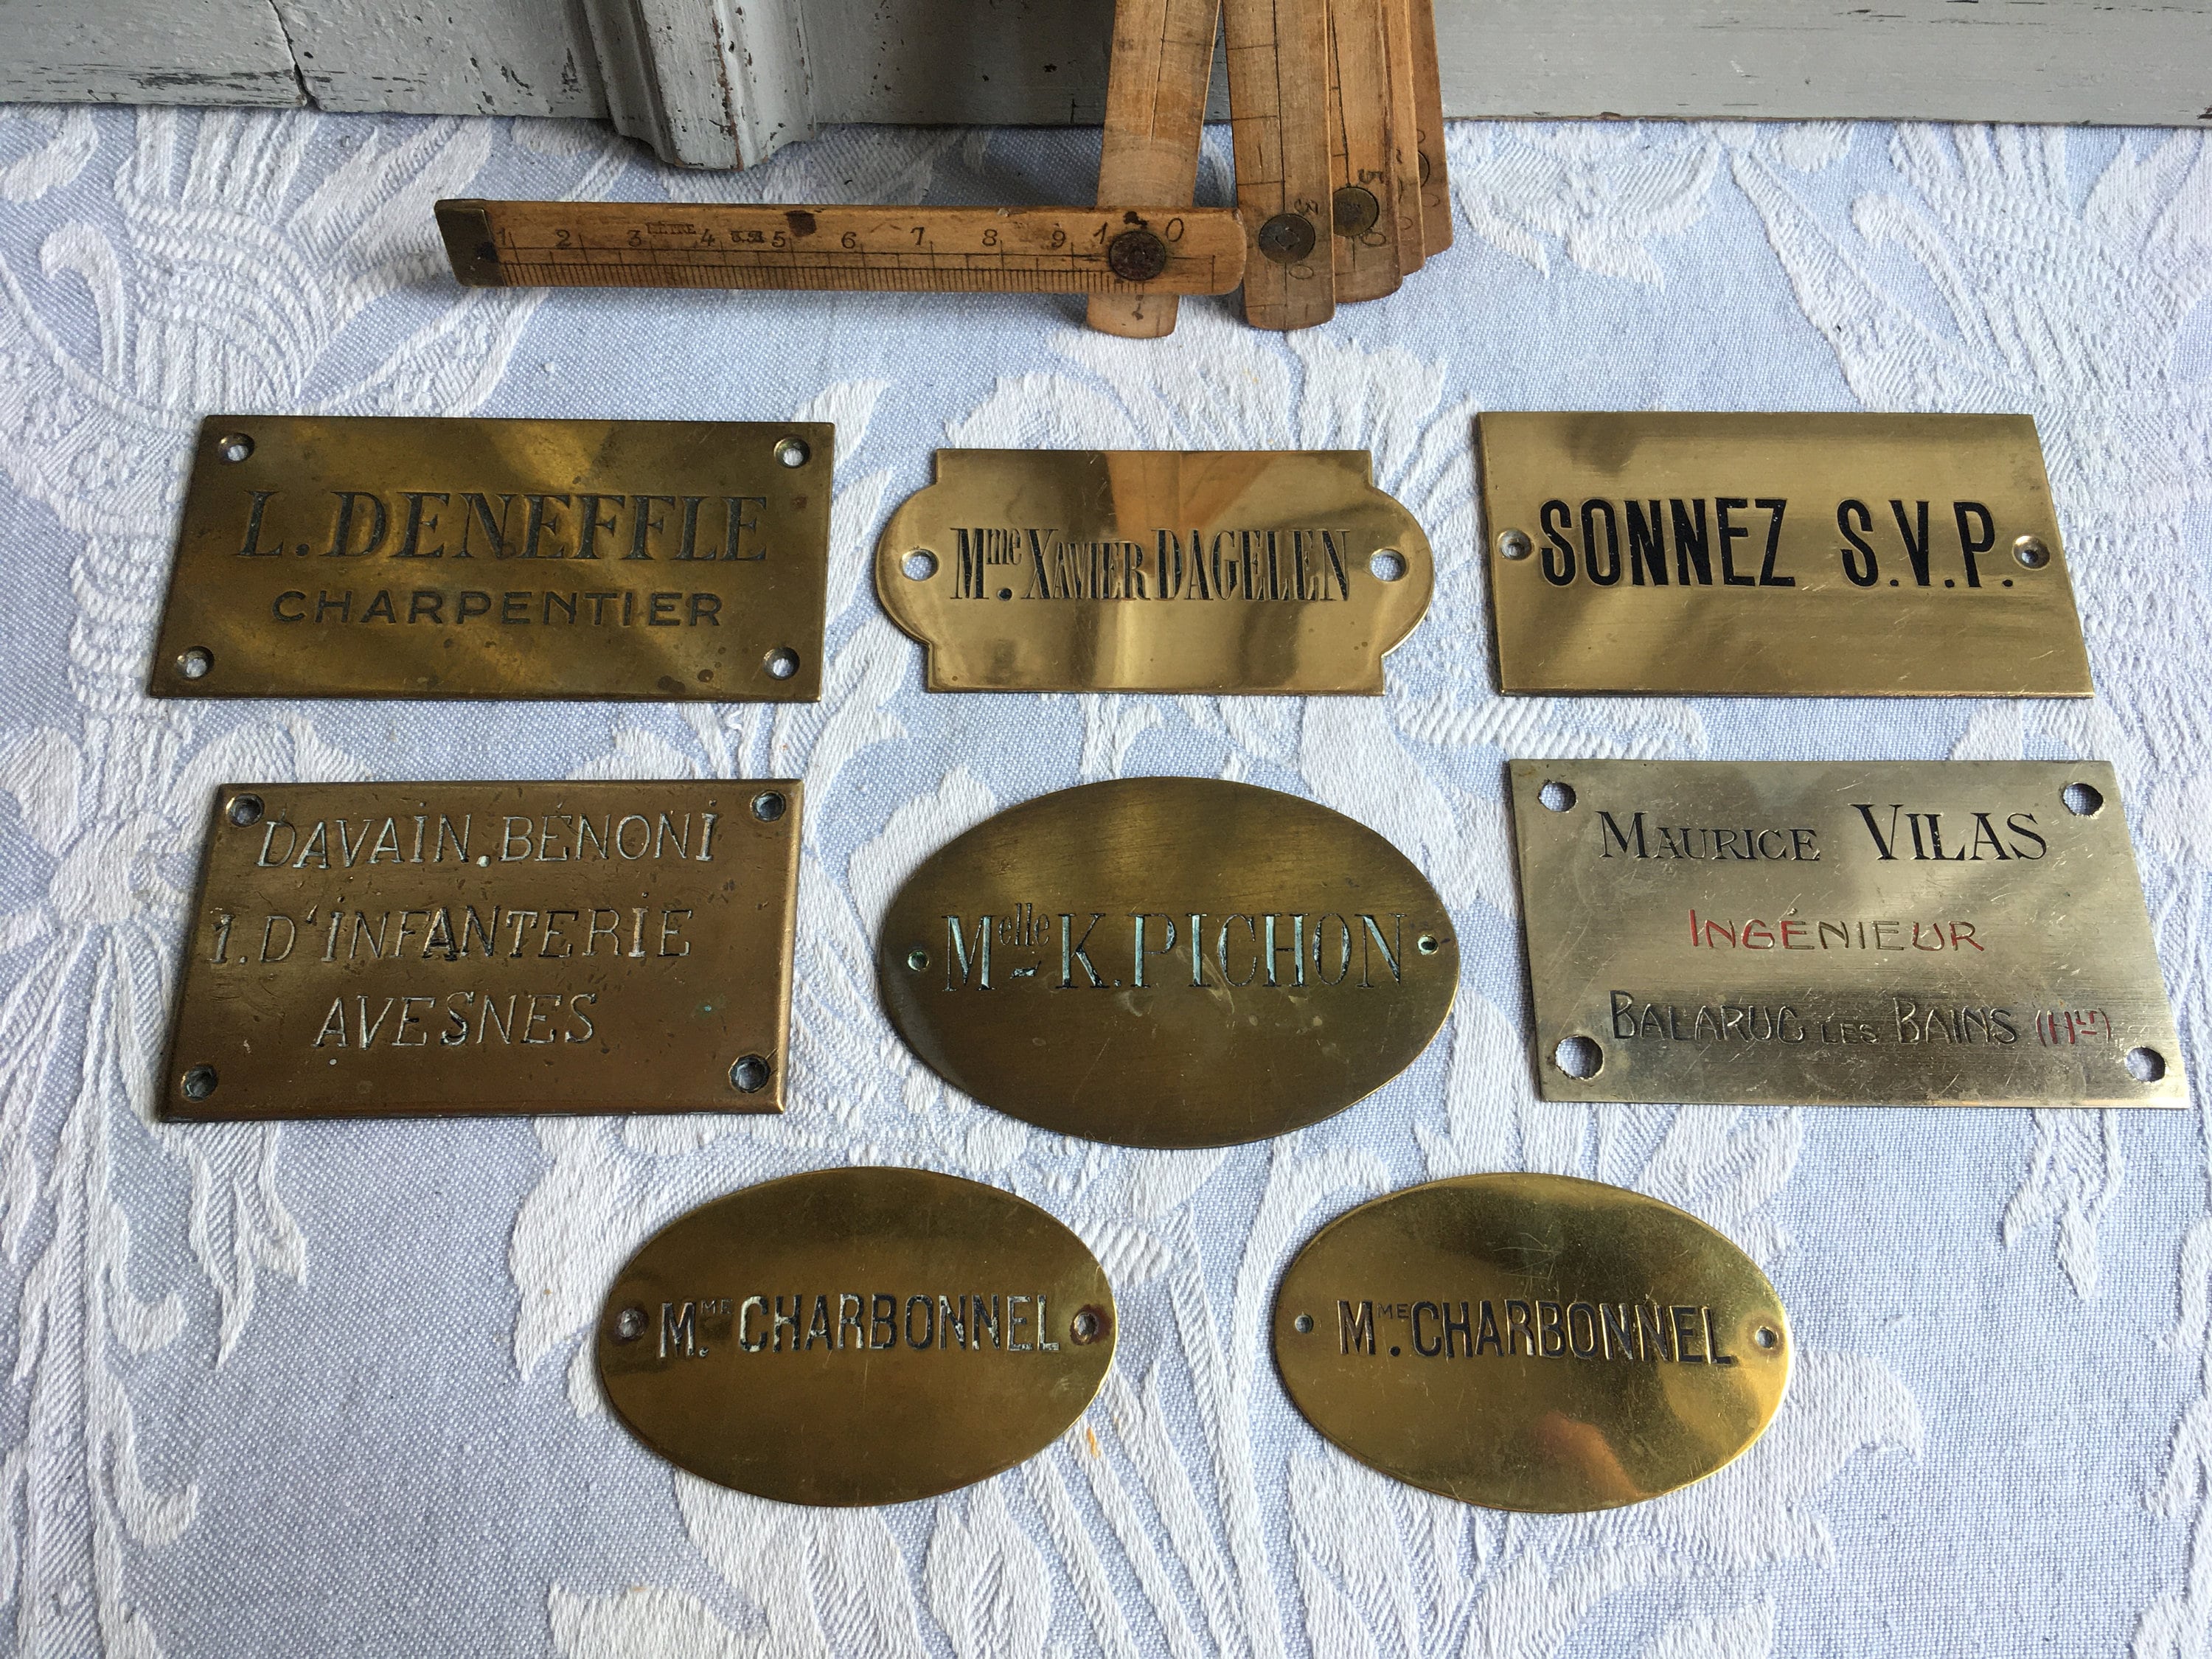 1 2 3 4 5 6 7 8 9 10
L. DENEFFLE
CHARPENTIER
Mme. XAVIER DAGELEN
SONNEZ S.V.P.
DAVAIN. BÉNONI
1. D'INFANTERIE
AVESNES
Melle K. PICHON
MAURICE VILAS
INGÉNIEUR
BALARUC LES BAINS (HLT)
MME. CHARBONNEL
MME. CHARBONNEL